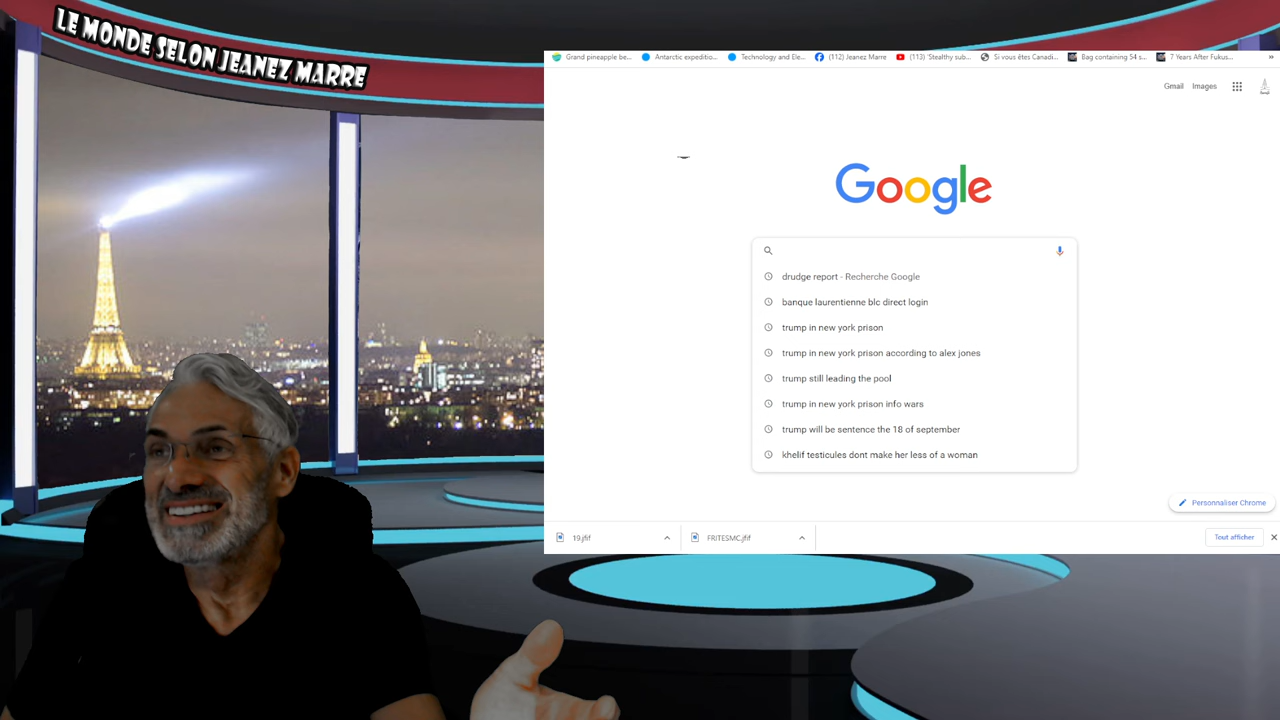 LE MONDE SELON JEANEZ MARRE
Grand pineapple be...
Antarctic expeditio...
Technology and Ele...
(112) Jeanez Marre
(113) 'Stealthy sub...
Si vous êtes Canadi...
Bag containing 54 s...
7 Years After Fukus...
»
Gmail Images
Google
drudge report - Recherche Google
banque laurentienne blc direct login
trump in new york prison
trump in new york prison according to alex jones
trump still leading the pool
trump in new york prison info wars
trump will be sentence the 18 of september
khelif testicules dont make her less of a woman
Personnaliser Chrome
19.jfif
FRITESMC.jfif
Tout afficher